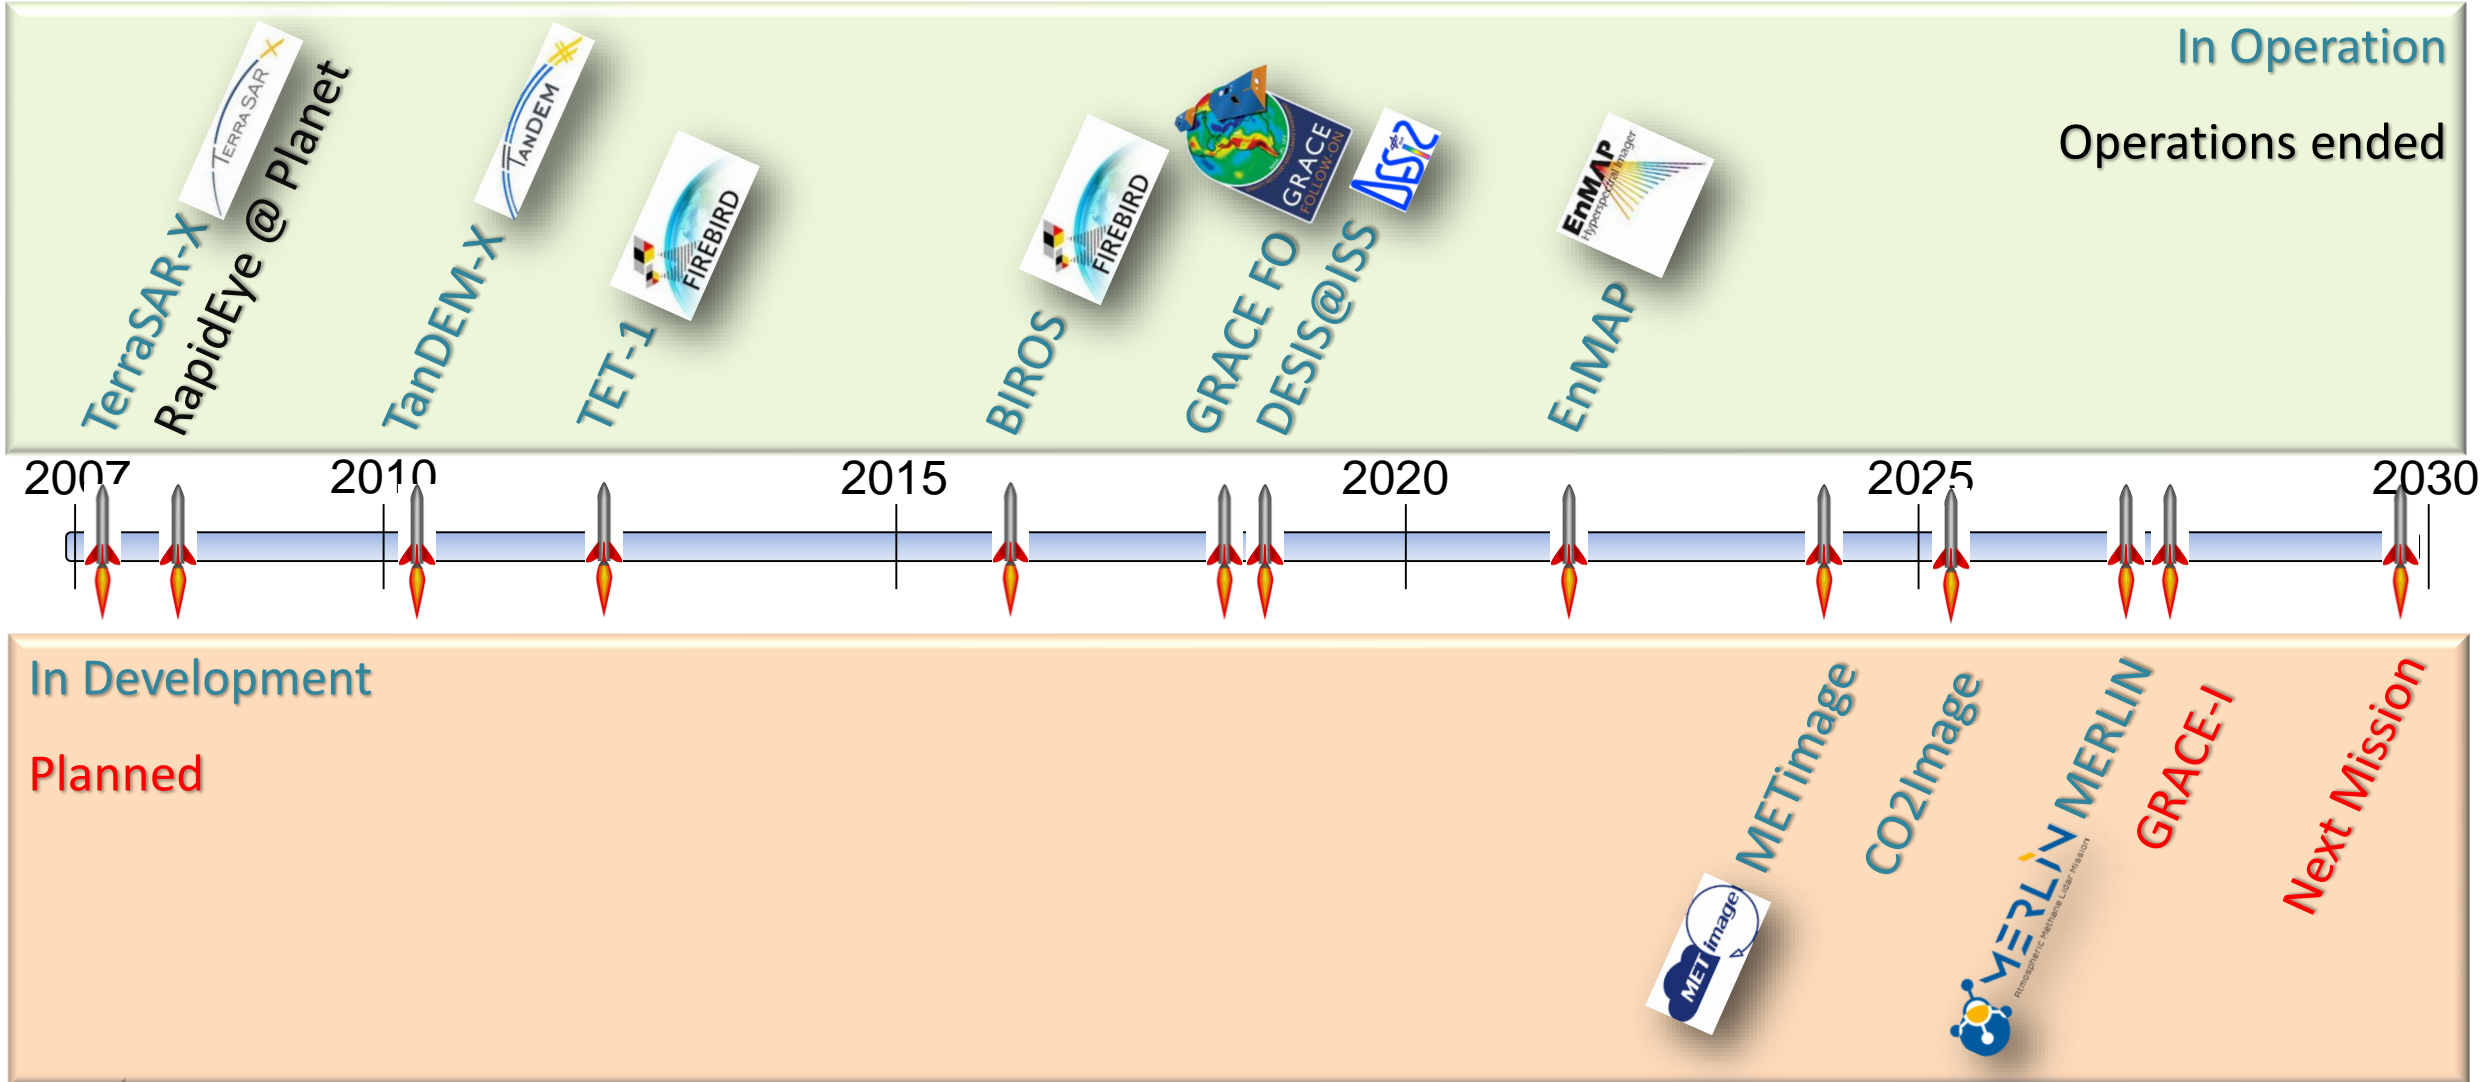 In Operation
Operations ended
TerraSAR-X
TERRA SAR X
RapidEye @ Planet
TanDEM-X
TANDEM
TET-1
FIREBIRD
BIROS
FIREBIRD
GRACE FO
GRACE
FOLLOW-ON
DESIS@ISS
DESIS
EnMAP
EnMAP
Hyperspectral Imager
2007
2010
2015
2020
2025
2030
In Development
Planned
METimage
METimage
CO2Image
MERLIN
MERLIN
Atmospheric Methane Lidar Mission
GRACE-I
Next Mission